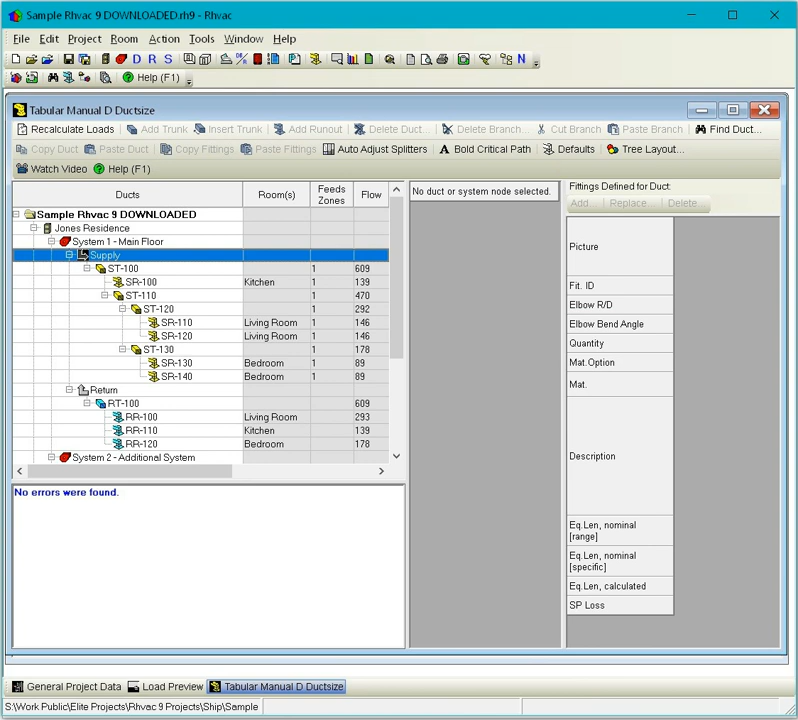 Sample Rhvac 9 DOWNLOADED.rh9 - Rhvac
File Edit Project Room Action Tools Window Help
D R S N
Help (F1)
Tabular Manual D Ductsize
Recalculate Loads Add Trunk Insert Trunk Add Runout Delete Duct... Delete Branch... Cut Branch Paste Branch Find Duct...
Copy Duct Paste Duct Copy Fittings Paste Fittings Auto Adjust Splitters A Bold Critical Path Defaults Tree Layout...
Watch Video Help (F1)
Ducts Room(s) Feeds Zones Flow
Sample Rhvac 9 DOWNLOADED
Jones Residence
System 1 - Main Floor
Supply
ST-100 1 609
SR-100 Kitchen 1 139
ST-110 1 470
ST-120 1 292
SR-110 Living Room 1 146
SR-120 Living Room 1 146
ST-130 1 178
SR-130 Bedroom 1 89
SR-140 Bedroom 1 89
Return
RT-100 609
RR-100 Living Room 293
RR-110 Kitchen 139
RR-120 Bedroom 178
System 2 - Additional System
No errors were found.
No duct or system node selected.
Fittings Defined for Duct:
Add... Replace... Delete...
Picture
Fit. ID
Elbow R/D
Elbow Bend Angle
Quantity
Mat.Option
Mat.
Description
Eq.Len, nominal
[range]
Eq.Len, nominal
[specific]
Eq.Len, calculated
SP Loss
General Project Data Load Preview Tabular Manual D Ductsize
S:\Work Public\Elite Projects\Rhvac 9 Projects\Ship\Sample